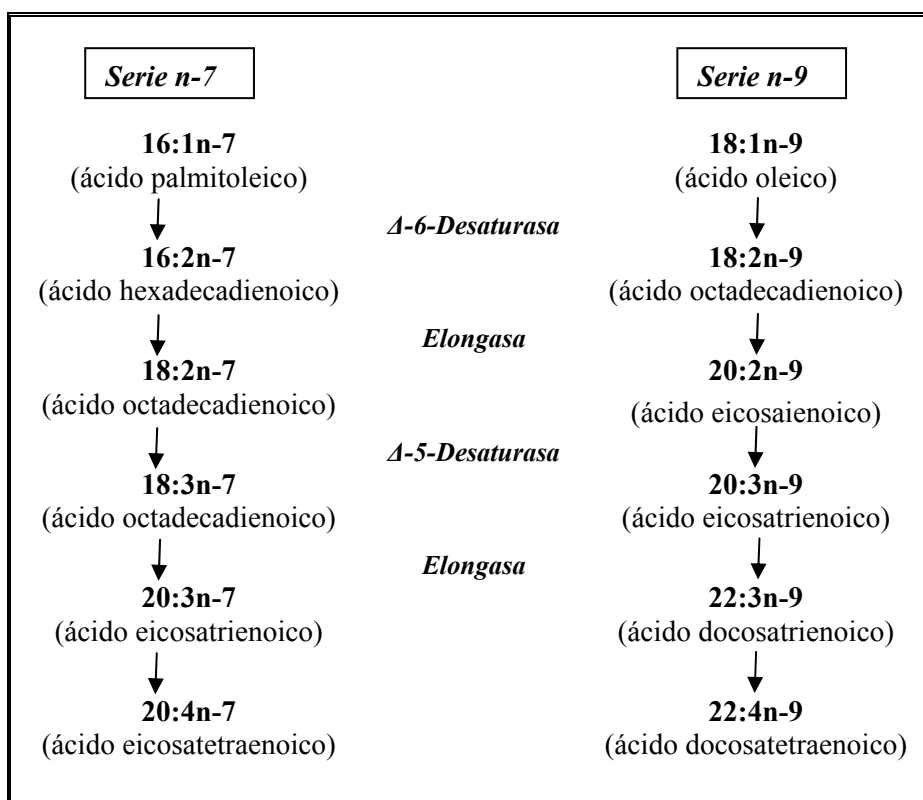 Serie n-7
Serie n-9
16:1n-7
(ácido palmitoleico)
18:1n-9
(ácido oleico)
Δ-6-Desaturasa
16:2n-7
(ácido hexadecadienoico)
18:2n-9
(ácido octadecadienoico)
Elongasa
18:2n-7
(ácido octadecadienoico)
20:2n-9
(ácido eicosaienoico)
Δ-5-Desaturasa
18:3n-7
(ácido octadecadienoico)
20:3n-9
(ácido eicosatrienoico)
Elongasa
20:3n-7
(ácido eicosatrienoico)
22:3n-9
(ácido docosatrienoico)
20:4n-7
(ácido eicosatetraenoico)
22:4n-9
(ácido docosatetraenoico)